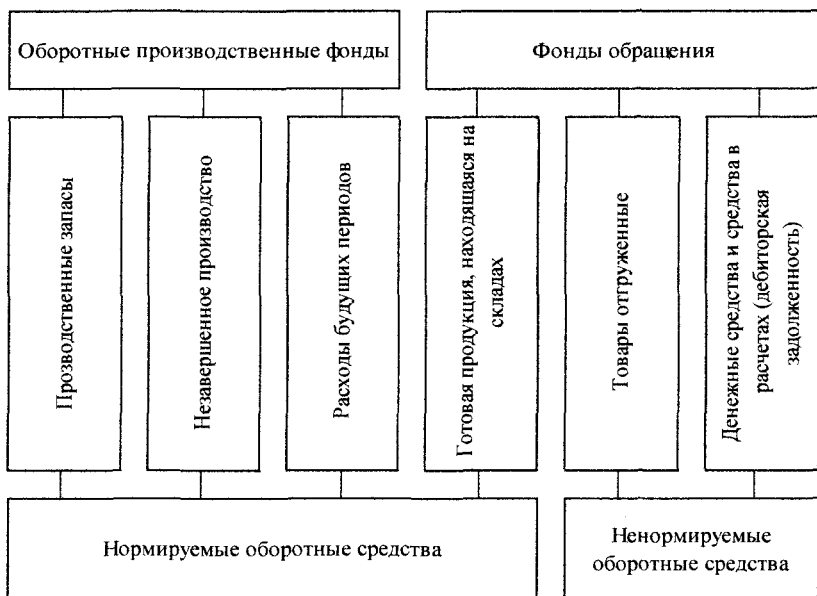 Оборотные производственные фонды
Фонды обращения
Прозводственные запасы
Незавершенное производство
Расходы будущих периодов
Готовая продукция, находящаяся на
складах
Товары отгруженные
Денежные средства и средства в
расчетах (дебиторская
задолженность)
Нормируемые оборотные средства
Ненормируемые
оборотные средства